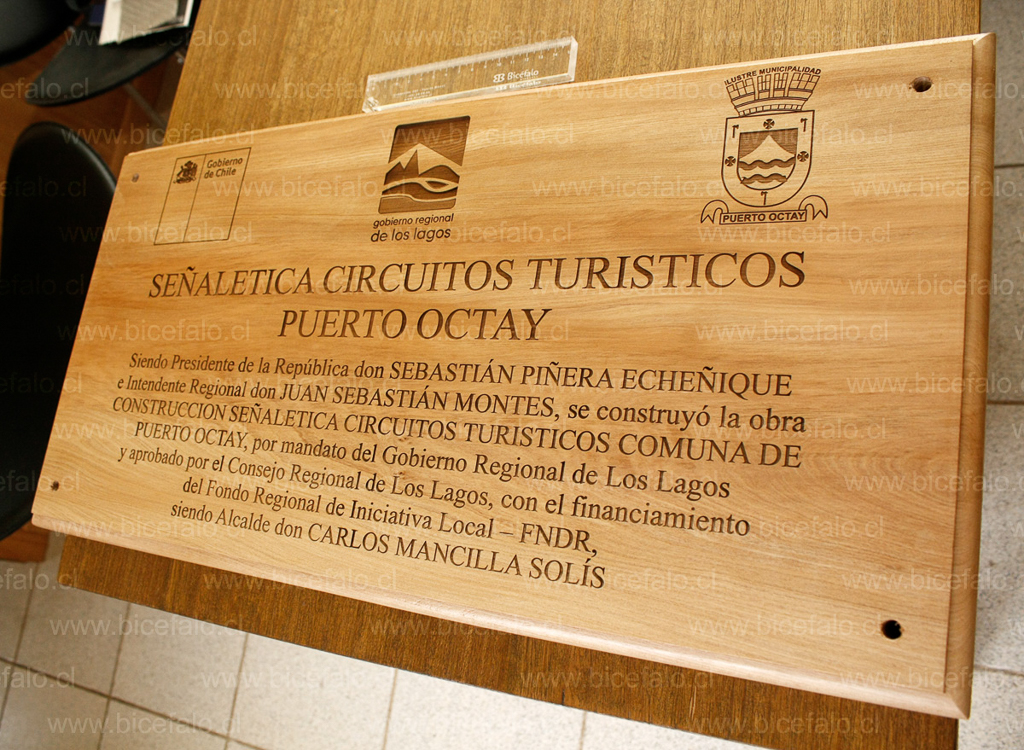 Bicefalo
Gobierno
de Chile
gobierno regional
de los lagos
ILUSTRE MUNICIPALIDAD
PUERTO OCTAY
SEÑALETICA CIRCUITOS TURISTICOS
PUERTO OCTAY
Siendo Presidente de la República don SEBASTIÁN PIÑERA ECHEÑIQUE
e Intendente Regional don JUAN SEBASTIÁN MONTES, se construyó la obra
CONSTRUCCION SEÑALETICA CIRCUITOS TURISTICOS COMUNA DE
PUERTO OCTAY, por mandato del Gobierno Regional de Los Lagos
y aprobado por el Consejo Regional de Los Lagos, con el financiamiento
del Fondo Regional de Iniciativa Local – FNDR,
siendo Alcalde don CARLOS MANCILLA SOLÍS
www.bicefalo.cl